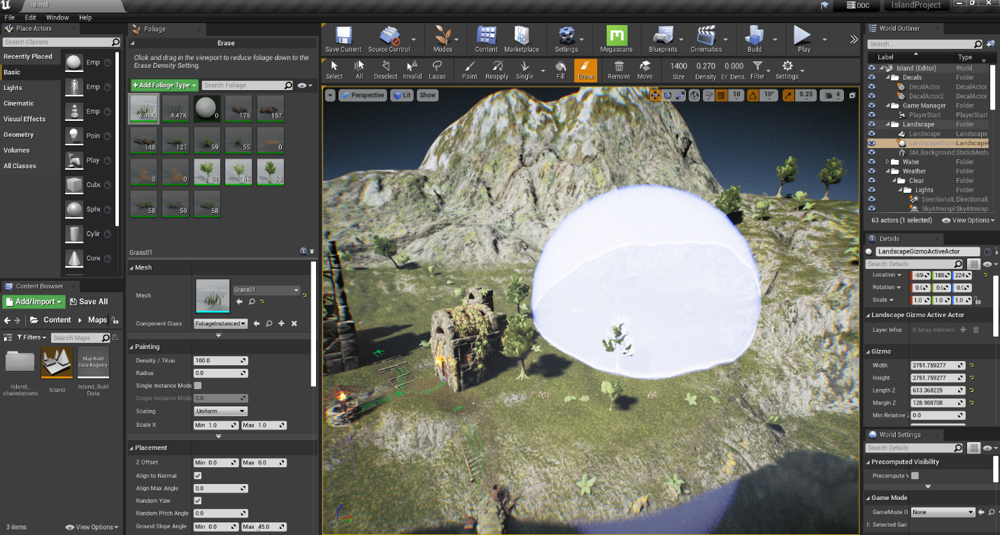 Island
DDC
IslandProject
File Edit Window Help
Place Actors
Search Classes
Recently Placed
Basic
Lights
Cinematic
Visual Effects
Geometry
Volumes
All Classes
Emp
Emp
Emp
Poin
Play
Cube
Sphe
Cylin
Cone
Content Browser
Add/Import
Save All
Content
Maps
Filters
Search Maps
Map Build
Data Registry
Island_
sharedassets
Island
Island_Built
Data
3 items
View Options
Foliage
Erase
Click and drag in the viewport to reduce foliage down to the
Erase Density Setting.
+ Add Foliage Type
Search Foliage
4.48K 4.47K 0 175 157
148 121 59 55 0
0 0 61 55 53
58 59 58
Grass01
Mesh
Mesh
Grass01
Component Class
FoliageInstanced
Painting
Density / 1Kuu 100.0
Radius 0.0
Single Instance Mode
Single Instance Mode 0.0
Scaling Uniform
Scale X Min 1.0 Max 1.0
Placement
Z Offset Min 0.0 Max 0.0
Align to Normal
Align Max Angle 0.0
Random Yaw
Random Pitch Angle 0.0
Ground Slope Angle Min 0.0 Max 45.0
Save Current Source Control Modes Content Marketplace Settings Megascans Blueprints Cinematics Build Play
Select All Deselect Invalid Lasso Paint Reapply Single Fill Erase Remove Move
1400 0.270 0.000
Size Density Er. Dens. Filter Settings
Perspective Lit Show
10 10° 0.25 4
Z
Y
World Outliner
Search...
Label Type
Island (Editor) World
Decals Folder
DecalActor DecalActor
DecalActor2 DecalActor
Game Manager Folder
PlayerStart PlayerStart
Landscape Folder
Landscape Landscape
LandscapeGizmo Landscape
SM_Background StaticMesh
Water Folder
Weather Folder
Clear Folder
Lights Folder
DirectionalL DirectionalL
SkyAtmosph SkyAtmosp
63 actors (1 selected)
View Options
Details
LandscapeGizmoActiveActor
Search Details
Location -69 188 224
Rotation 0.0 0.0 0.0
Scale 1.0 1.0 1.0
Landscape Gizmo Active Actor
Layer Infos 0 Array element
Gizmo
Width 2751.759277
Height 2751.759277
Length Z 613.368225
Margin Z 128.988708
Min Relative 0.0
World Settings
Search Details
Precomputed Visibility
Precompute V
Game Mode
GameMode O None
Selected Gan